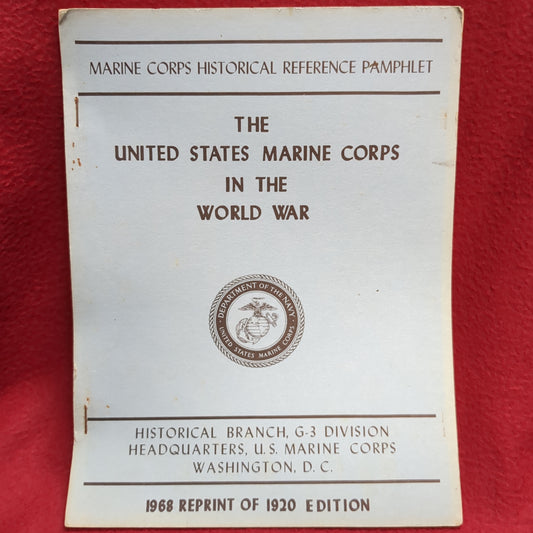 MARINE CORPS HISTORICAL REFERENCE PAMPHLET
THE
UNITED STATES MARINE CORPS
IN THE
WORLD WAR
DEPARTMENT OF THE NAVY
UNITED STATES MARINE CORPS
HISTORICAL BRANCH, G-3 DIVISION
HEADQUARTERS, U.S. MARINE CORPS
WASHINGTON, D. C.
1968 REPRINT OF 1920 EDITION